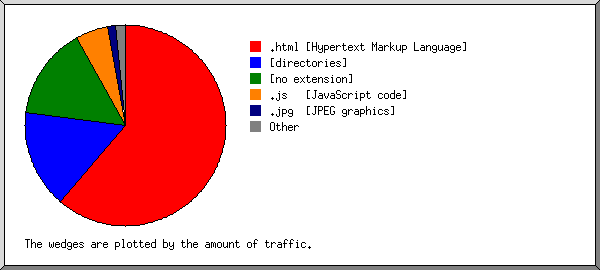 .html [Hypertext Markup Language]
[directories]
[no extension]
.js [JavaScript code]
.jpg [JPEG graphics]
Other
The wedges are plotted by the amount of traffic.